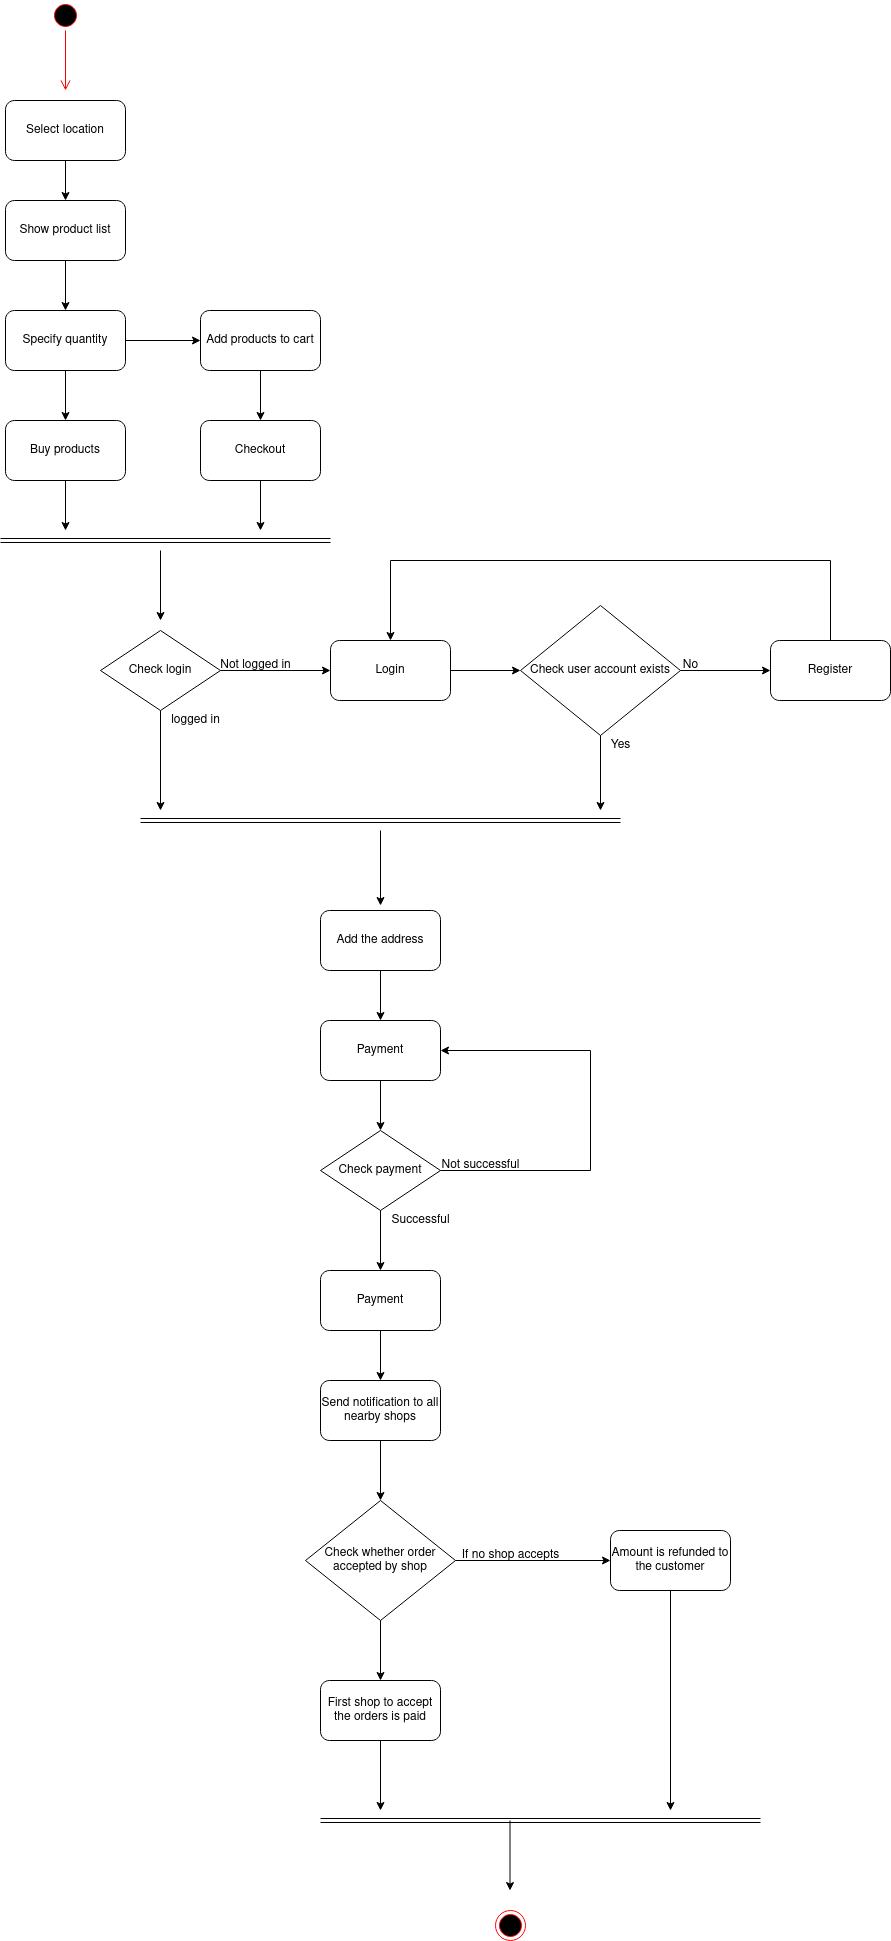 Select location
Show product list
Specify quantity
Add products to cart
Buy products
Checkout
Check login
Not logged in
Login
Check user account exists
No
Register
logged in
Yes
Add the address
Payment
Check payment
Not successful
Successful
Payment
Send notification to all
nearby shops
Check whether order
accepted by shop
If no shop accepts
Amount is refunded to
the customer
First shop to accept
the orders is paid